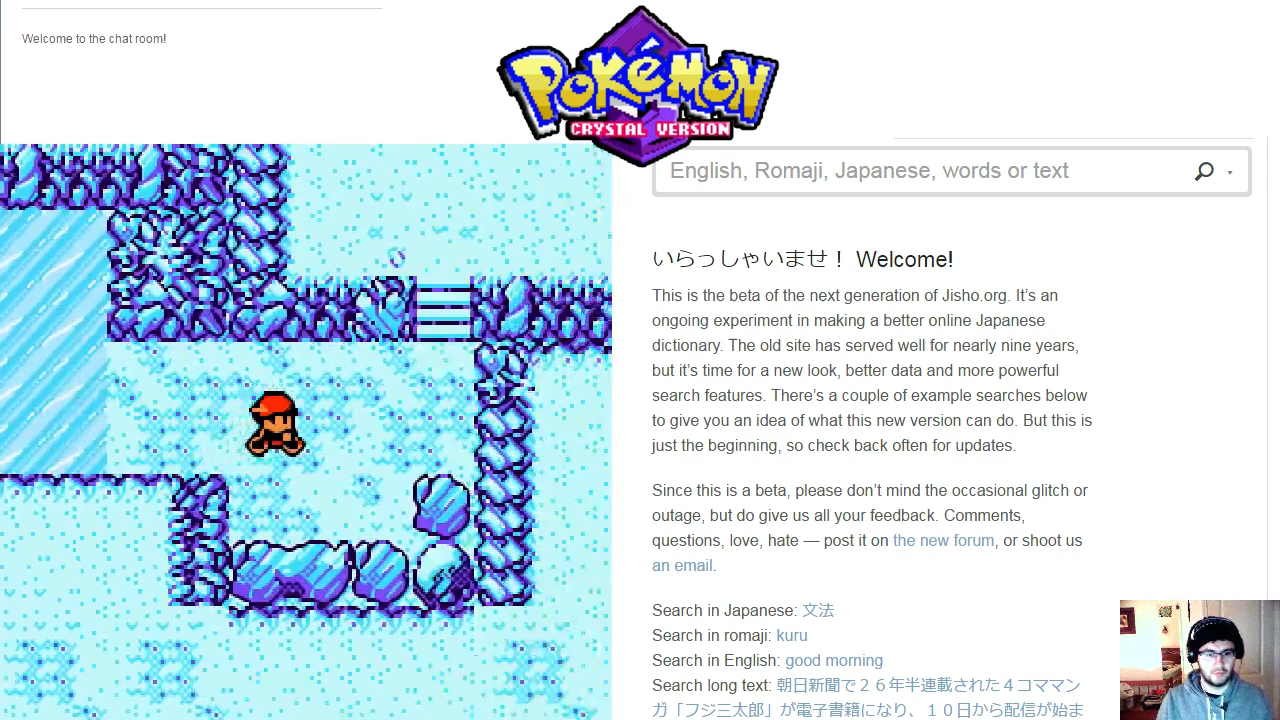 Welcome to the chat room!
POKéMON
CRYSTAL VERSION
English, Romaji, Japanese, words or text
いらっしゃいませ！ Welcome!
This is the beta of the next generation of Jisho.org. It’s an
ongoing experiment in making a better online Japanese
dictionary. The old site has served well for nearly nine years,
but it’s time for a new look, better data and more powerful
search features. There’s a couple of example searches below
to give you an idea of what this new version can do. But this is
just the beginning, so check back often for updates.
Since this is a beta, please don’t mind the occasional glitch or
outage, but do give us all your feedback. Comments,
questions, love, hate — post it on the new forum, or shoot us
an email.
Search in Japanese: 文法
Search in romaji: kuru
Search in English: good morning
Search long text: 朝日新聞で２６年半連載された４コママン
ガ「フジ三太郎」が電子書籍になり、１０日から配信が始ま